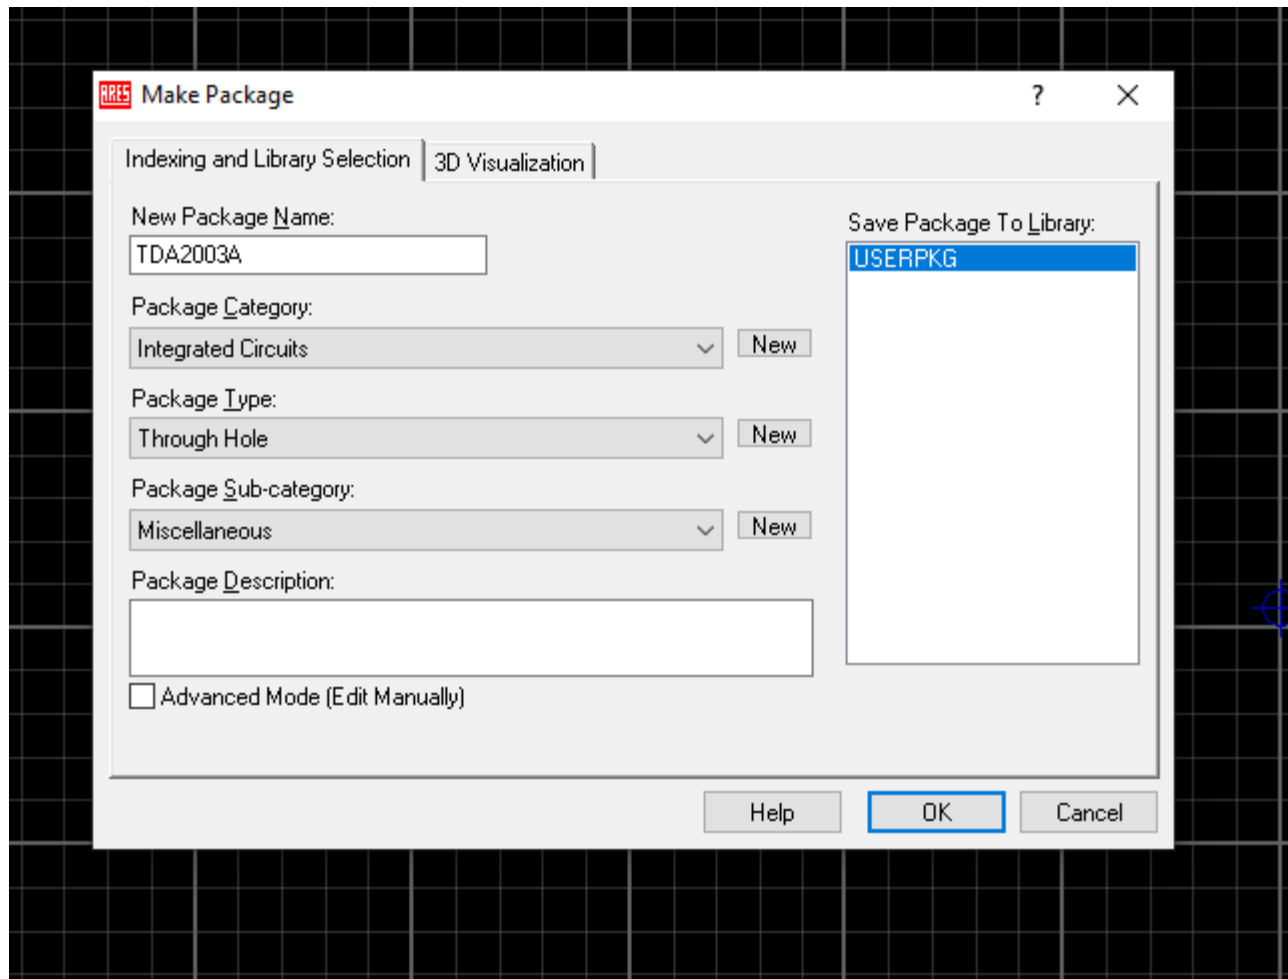 ARES Make Package ?
Indexing and Library Selection 3D Visualization
New Package Name:
TDA2003A
Package Category:
Integrated Circuits New
Package Type:
Through Hole New
Package Sub-category:
Miscellaneous New
Package Description:
Advanced Mode (Edit Manually)
Save Package To Library:
USERPKG
Help OK Cancel